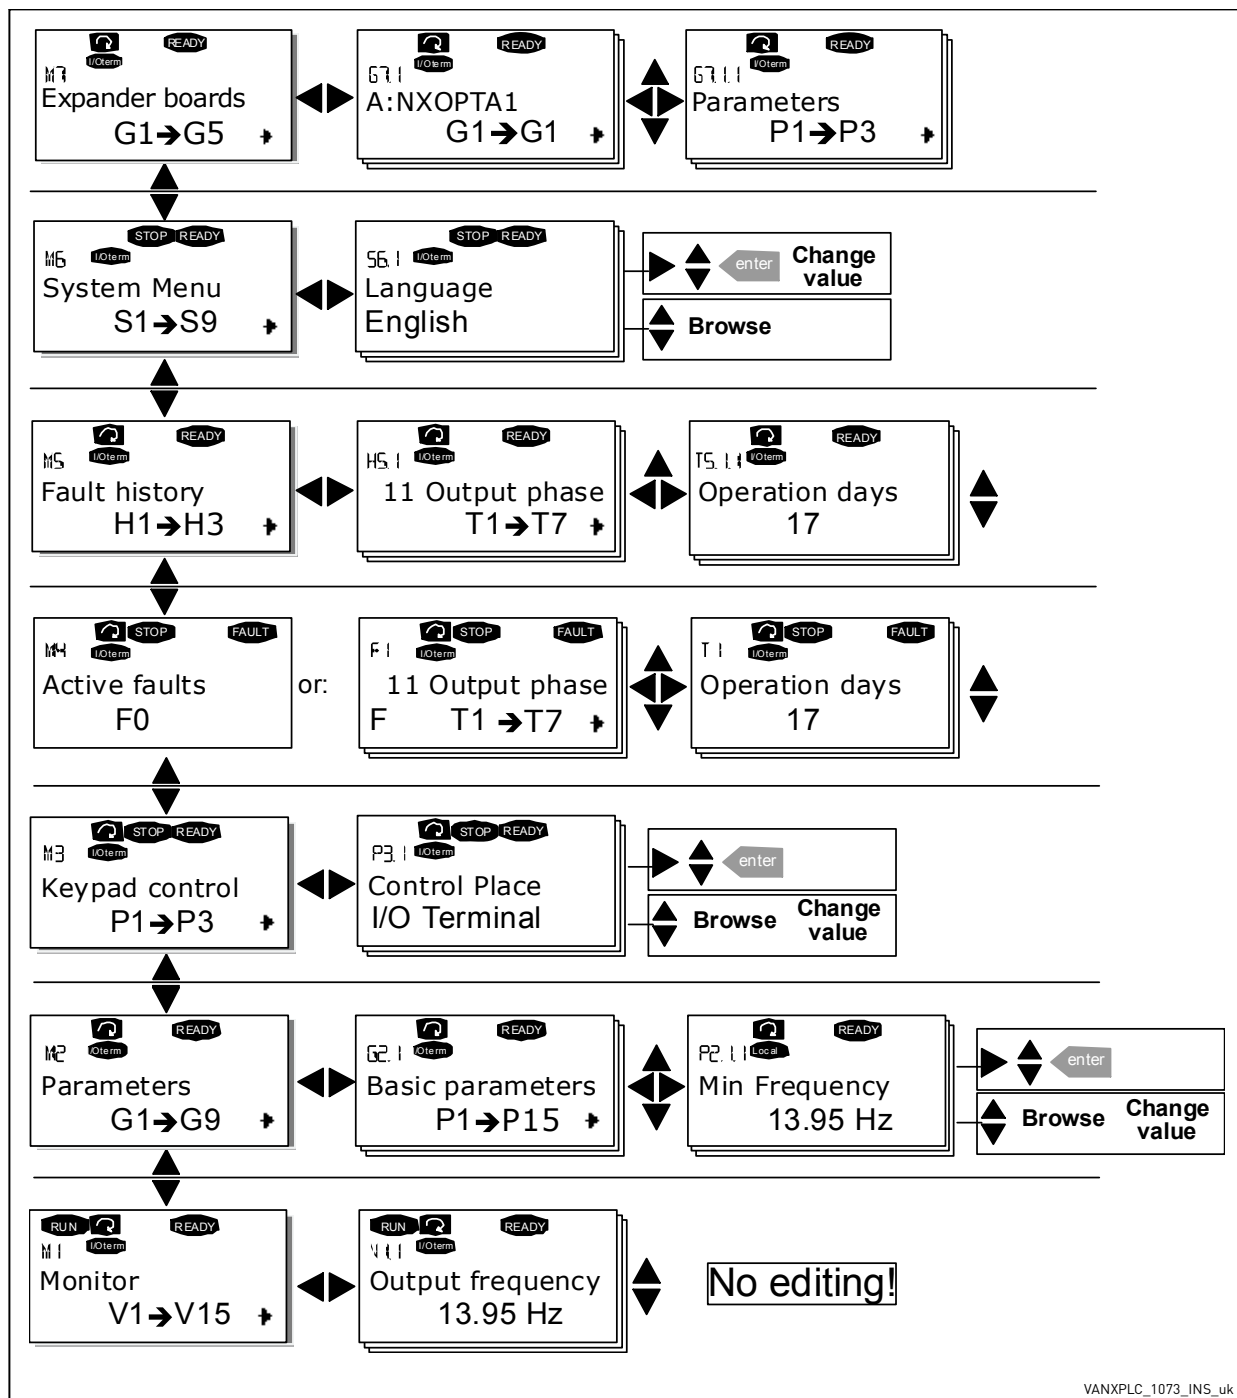 READY
I/Oterm
M7
Expander boards
G1➔G5
READY
I/Oterm
G7.1
A:NXOPTA1
G1➔G1
READY
I/Oterm
G7.1.1
Parameters
P1➔P3
STOP READY
I/Oterm
M6
System Menu
S1➔S9
STOP READY
I/Oterm
S6.1
Language
English
enter
Change
value
Browse
READY
I/Oterm
M5
Fault history
H1➔H3
READY
I/Oterm
H5.1
11 Output phase
T1➔T7
READY
I/Oterm
Operation days
17
STOP FAULT
I/Oterm
M4
Active faults
F0
or:
STOP FAULT
I/Oterm
F1
11 Output phase
F T1➔T7
STOP FAULT
I/Oterm
T1
Operation days
17
STOP READY
I/Oterm
M3
Keypad control
P1➔P3
STOP READY
I/Oterm
P3.1
Control Place
I/O Terminal
enter
Browse
Change
value
READY
I/Oterm
M2
Parameters
G1➔G9
READY
I/Oterm
G2.1
Basic parameters
P1➔P15
READY
Local
P2.1.1
Min Frequency
13.95 Hz
enter
Browse
Change
value
RUN READY
I/Oterm
M1
Monitor
V1➔V15
RUN READY
I/Oterm
V1.1
Output frequency
13.95 Hz
No editing!
VANXPLC_1073_INS_uk